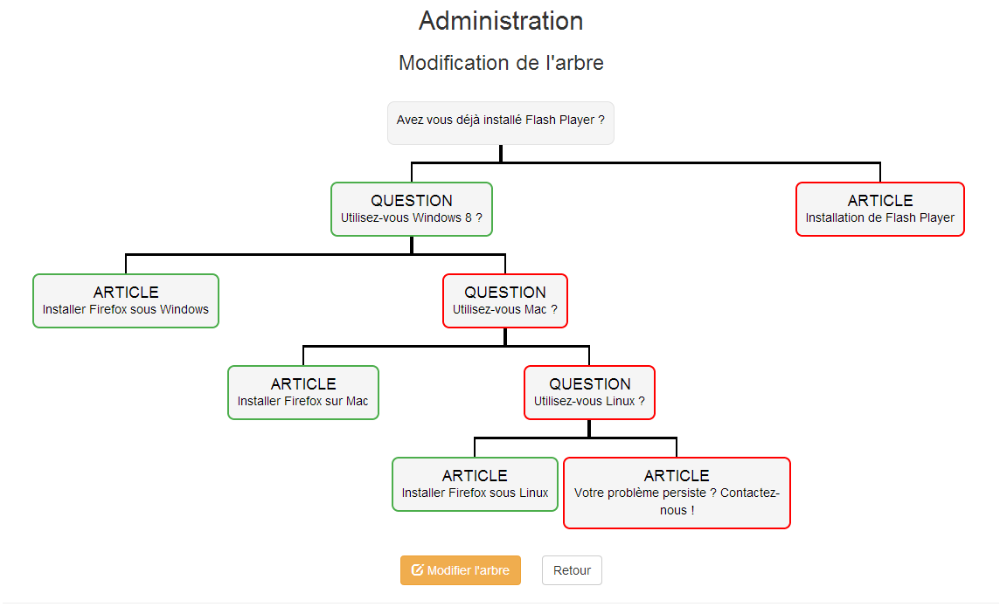 Administration
Modification de l'arbre
Avez vous déjà installé Flash Player ?
QUESTION
Utilisez-vous Windows 8 ?
ARTICLE
Installation de Flash Player
ARTICLE
Installer Firefox sous Windows
QUESTION
Utilisez-vous Mac ?
ARTICLE
Installer Firefox sur Mac
QUESTION
Utilisez-vous Linux ?
ARTICLE
Installer Firefox sous Linux
ARTICLE
Votre problème persiste ? Contactez-
nous !
Modifier l'arbre
Retour